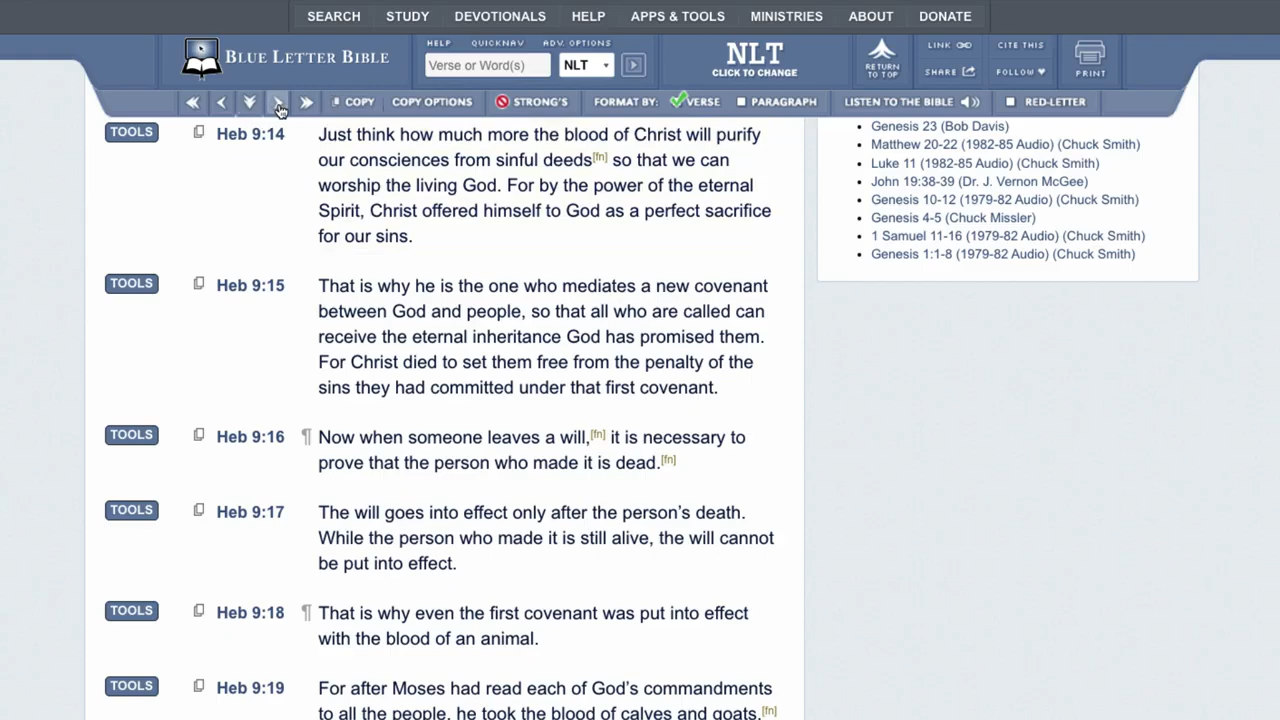 SEARCH STUDY DEVOTIONALS HELP APPS & TOOLS MINISTRIES ABOUT DONATE
BLUE LETTER BIBLE
HELP QUICKNAV ADV. OPTIONS
Verse or Word(s) NLT
NLT
CLICK TO CHANGE
RETURN
TO TOP
LINK CITE THIS
SHARE FOLLOW
PRINT
COPY COPY OPTIONS STRONG'S FORMAT BY: VERSE PARAGRAPH LISTEN TO THE BIBLE RED-LETTER
TOOLS Heb 9:14 Just think how much more the blood of Christ will purify
our consciences from sinful deeds[fn] so that we can
worship the living God. For by the power of the eternal
Spirit, Christ offered himself to God as a perfect sacrifice
for our sins.
TOOLS Heb 9:15 That is why he is the one who mediates a new covenant
between God and people, so that all who are called can
receive the eternal inheritance God has promised them.
For Christ died to set them free from the penalty of the
sins they had committed under that first covenant.
TOOLS Heb 9:16 ¶ Now when someone leaves a will,[fn] it is necessary to
prove that the person who made it is dead.[fn]
TOOLS Heb 9:17 The will goes into effect only after the person’s death.
While the person who made it is still alive, the will cannot
be put into effect.
TOOLS Heb 9:18 ¶ That is why even the first covenant was put into effect
with the blood of an animal.
TOOLS Heb 9:19 For after Moses had read each of God’s commandments
to all the people, he took the blood of calves and goats,[fn]
• Genesis 23 (Bob Davis)
• Matthew 20-22 (1982-85 Audio) (Chuck Smith)
• Luke 11 (1982-85 Audio) (Chuck Smith)
• John 19:38-39 (Dr. J. Vernon McGee)
• Genesis 10-12 (1979-82 Audio) (Chuck Smith)
• Genesis 4-5 (Chuck Missler)
• 1 Samuel 11-16 (1979-82 Audio) (Chuck Smith)
• Genesis 1:1-8 (1979-82 Audio) (Chuck Smith)